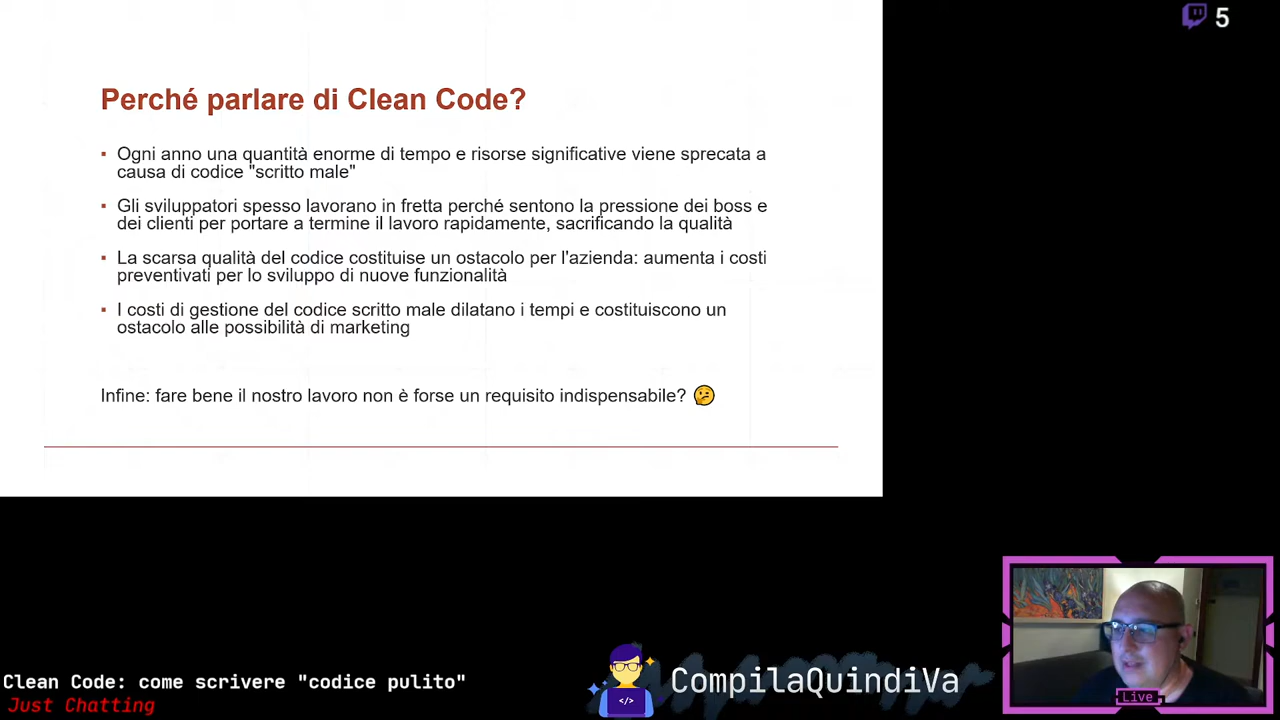 5
Perché parlare di Clean Code?
▪ Ogni anno una quantità enorme di tempo e risorse significative viene sprecata a
causa di codice "scritto male"
▪ Gli sviluppatori spesso lavorano in fretta perché sentono la pressione dei boss e
dei clienti per portare a termine il lavoro rapidamente, sacrificando la qualità
▪ La scarsa qualità del codice costituise un ostacolo per l'azienda: aumenta i costi
preventivati per lo sviluppo di nuove funzionalità
▪ I costi di gestione del codice scritto male dilatano i tempi e costituiscono un
ostacolo alle possibilità di marketing
Infine: fare bene il nostro lavoro non è forse un requisito indispensabile? 🤔
Clean Code: come scrivere "codice pulito"
Just Chatting
</>
CompilaQuindiVa
Live